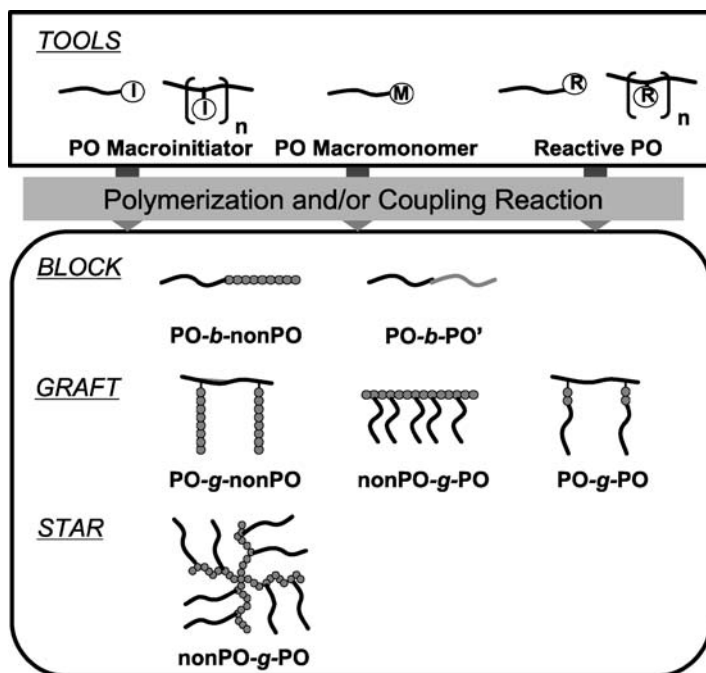 TOOLS
I
I
n
M
R
R
n
PO Macroinitiator
PO Macromonomer
Reactive PO
Polymerization and/or Coupling Reaction
BLOCK
PO-b-nonPO
PO-b-PO'
GRAFT
PO-g-nonPO
nonPO-g-PO
PO-g-PO
STAR
nonPO-g-PO